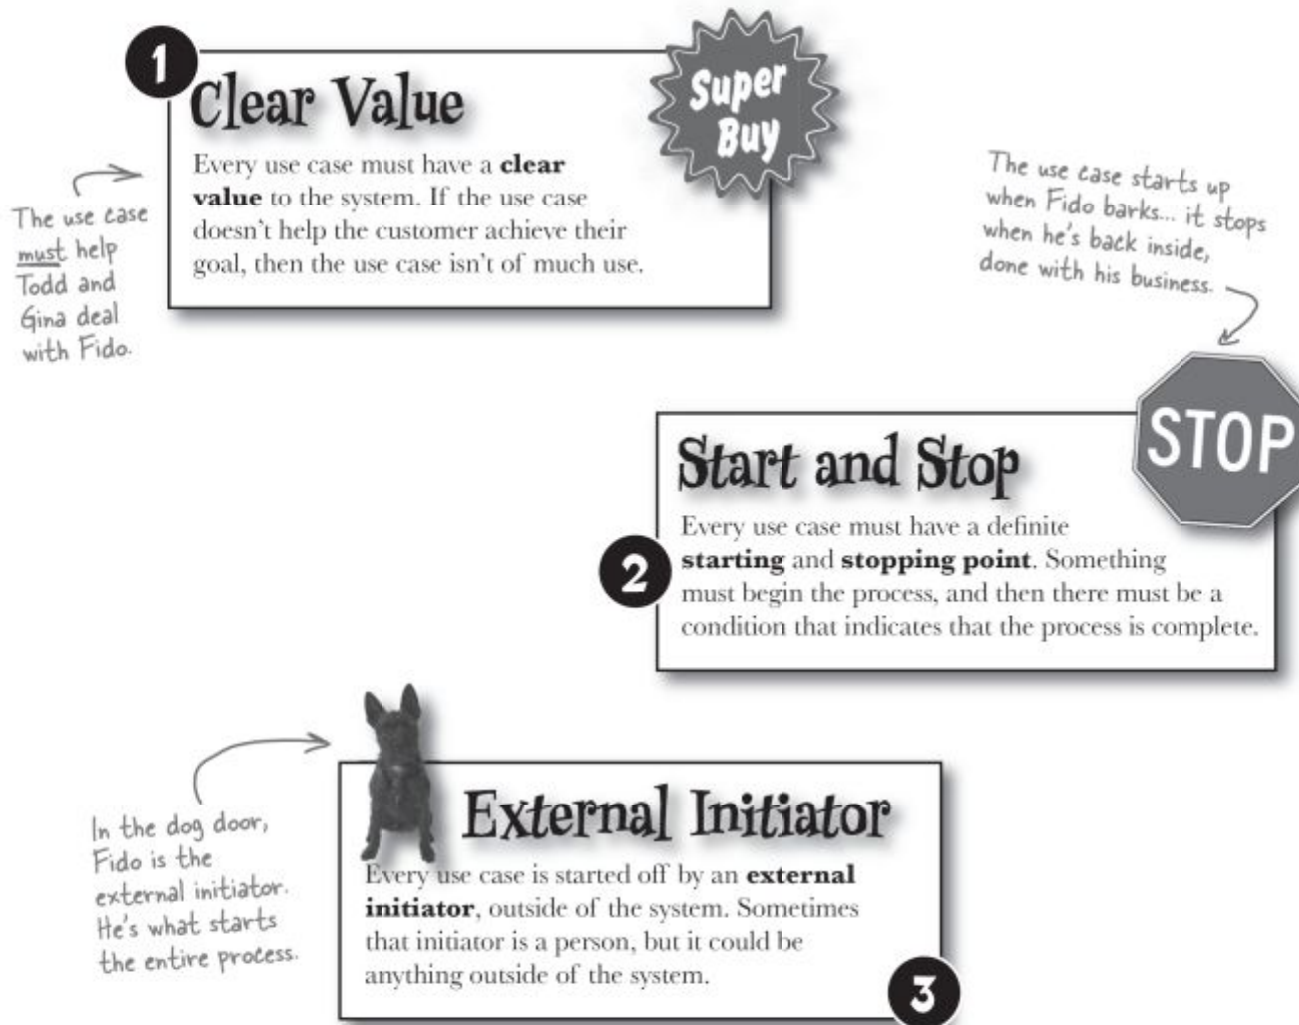 1
Clear Value
Super
Buy
Every use case must have a clear
value to the system. If the use case
doesn't help the customer achieve their
goal, then the use case isn't of much use.
The use case
must help
Todd and
Gina deal
with Fido.
The use case starts up
when Fido barks... it stops
when he's back inside,
done with his business.
STOP
Start and Stop
2
Every use case must have a definite
starting and stopping point. Something
must begin the process, and then there must be a
condition that indicates that the process is complete.
In the dog door,
Fido is the
external initiator.
He's what starts
the entire process.
External Initiator
Every use case is started off by an external
initiator, outside of the system. Sometimes
that initiator is a person, but it could be
anything outside of the system.
3